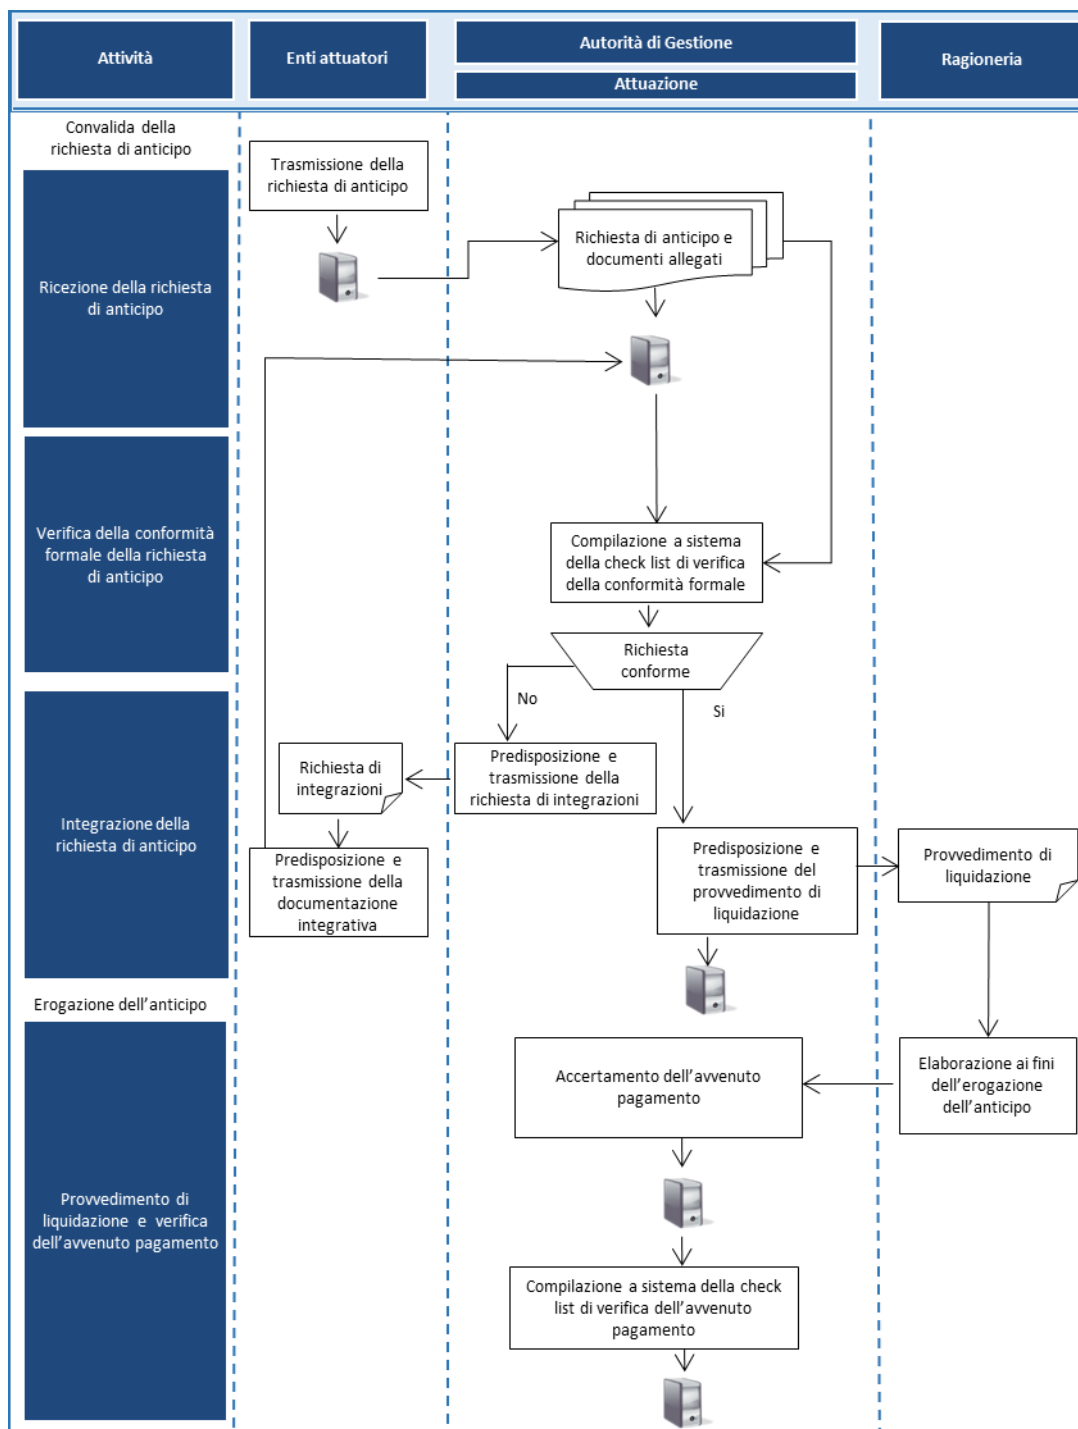 Attività
Enti attuatori
Autorità di Gestione
Attuazione
Ragioneria
Convalida della
richiesta di anticipo
Trasmissione della
richiesta di anticipo
Richiesta di anticipo e
documenti allegati
Ricezione della richiesta
di anticipo
Verifica della conformità
formale della richiesta
di anticipo
Compilazione a sistema
della check list di verifica
della conformità formale
Richiesta
conforme
No
Si
Predisposizione e
trasmissione della
richiesta di integrazioni
Richiesta di
integrazioni
Integrazione della
richiesta di anticipo
Predisposizione e
trasmissione della
documentazione
integrativa
Predisposizione e
trasmissione del
provvedimento di
liquidazione
Provvedimento di
liquidazione
Erogazione dell'anticipo
Accertamento dell'avvenuto
pagamento
Elaborazione ai fini
dell'erogazione
dell'anticipo
Provvedimento di
liquidazione e verifica
dell'avvenuto pagamento
Compilazione a sistema della check
list di verifica dell'avvenuto
pagamento